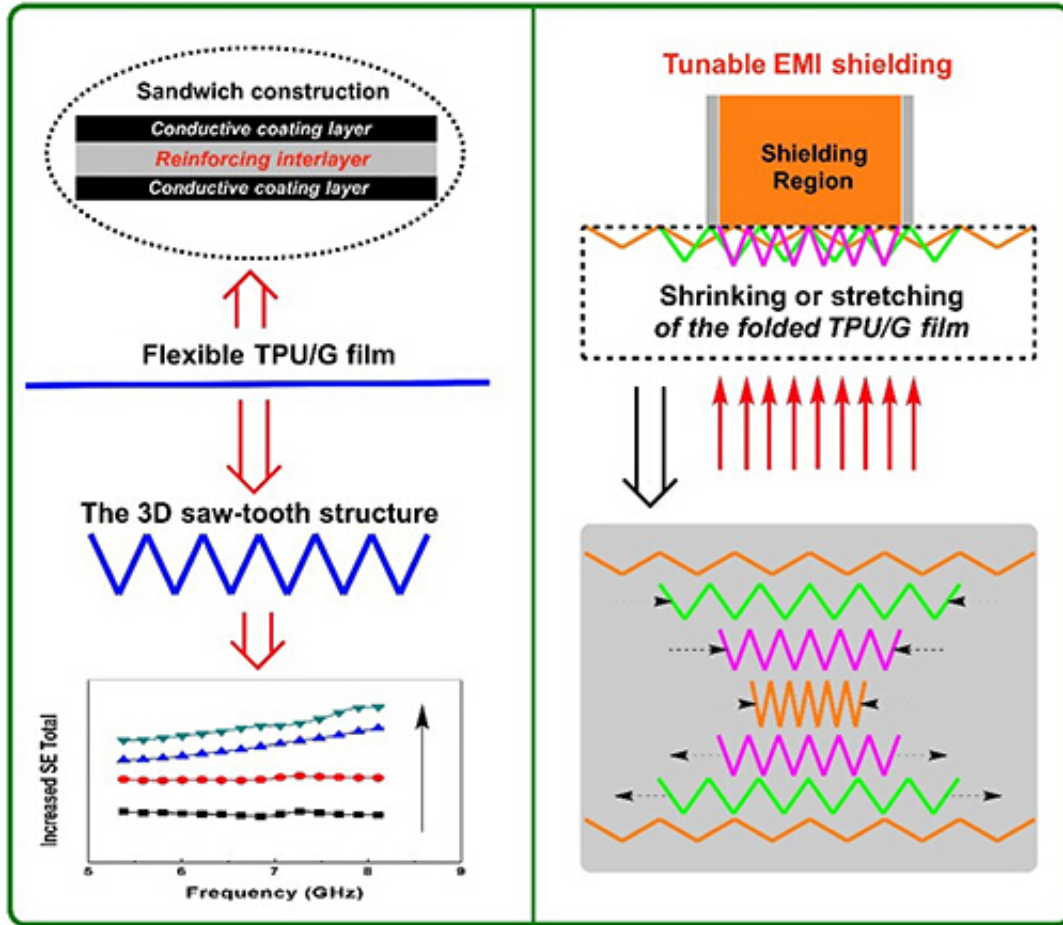 Sandwich construction
Conductive coating layer
Reinforcing interlayer
Conductive coating layer
Flexible TPU/G film
The 3D saw-tooth structure
Increased SE Total
5 6 7 8 9
Frequency (GHz)
Tunable EMI shielding
Shielding
Region
Shrinking or stretching
of the folded TPU/G film